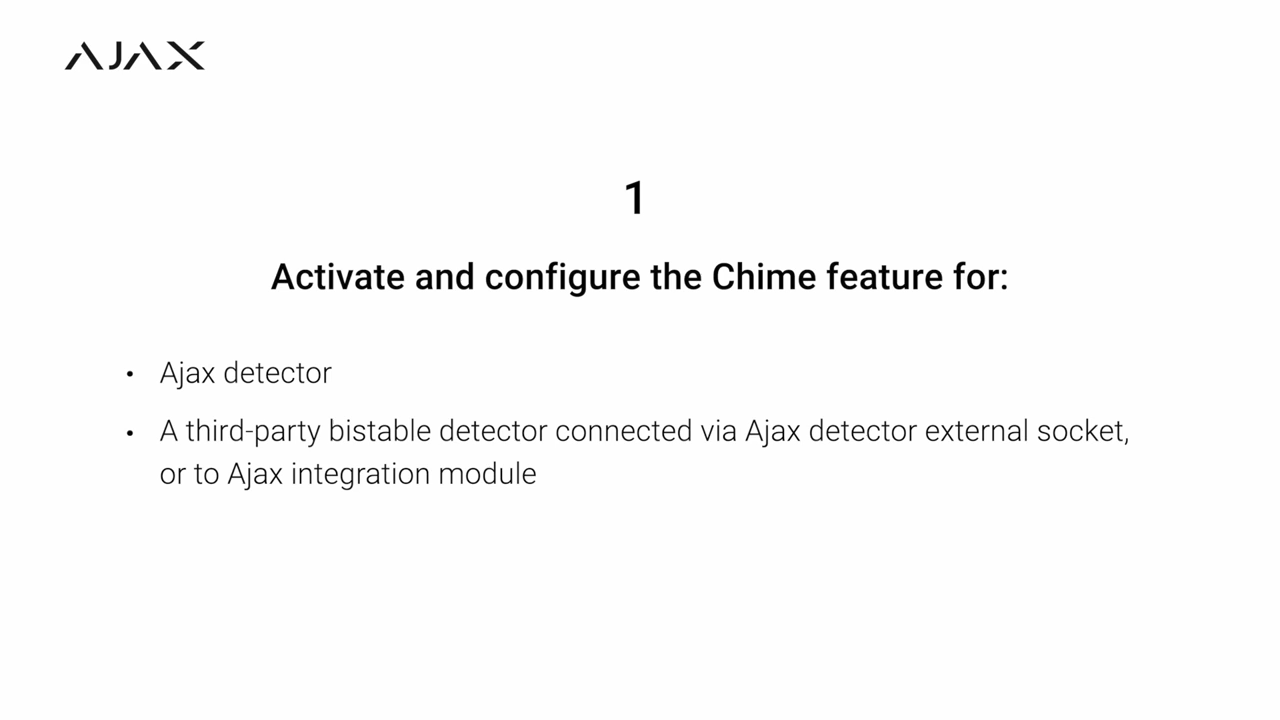 AJAX
1
Activate and configure the Chime feature for:
• Ajax detector
• A third-party bistable detector connected via Ajax detector external socket,
or to Ajax integration module